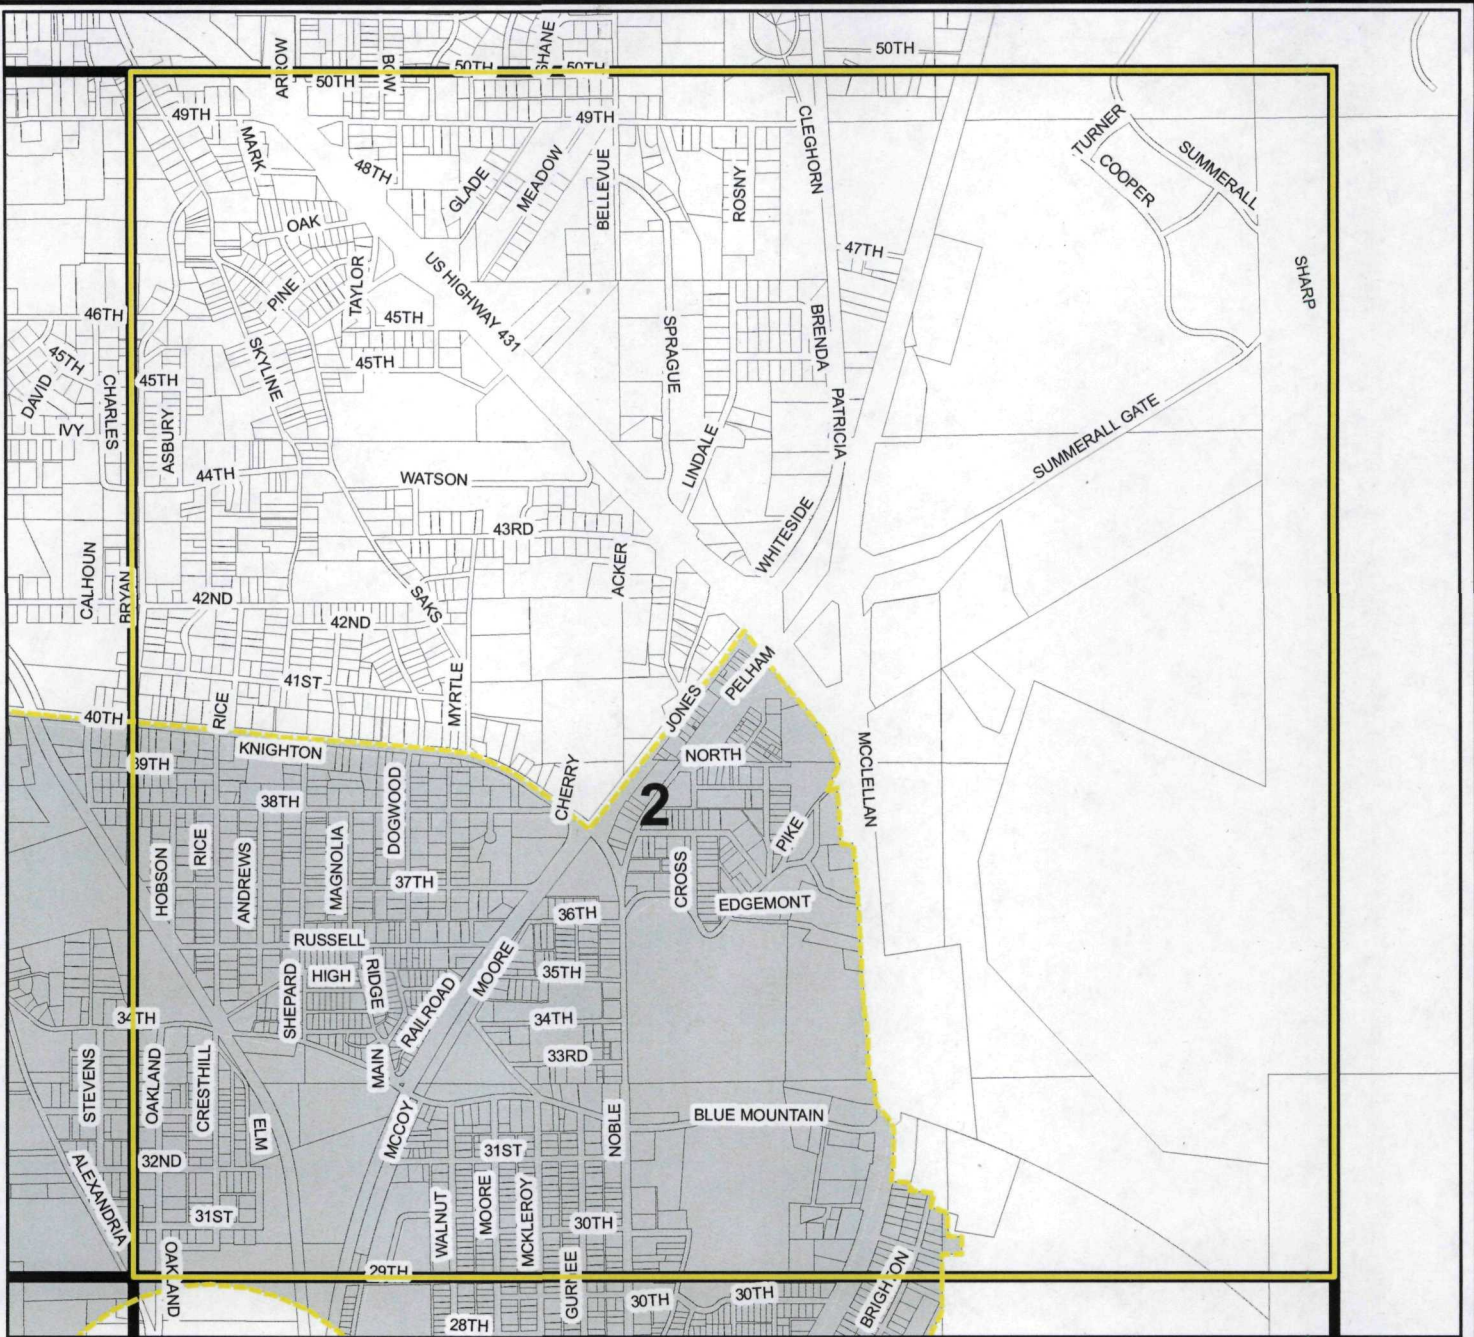 50TH
ARROW
BOW
50TH
SHANE
50TH
50TH
49TH
MARK
48TH
GLADE
MEADOW
49TH
BELLEVUE
ROSNY
CLEGHORN
TURNER
COOPER
SUMMERALL
OAK
PINE
TAYLOR
US HIGHWAY 431
47TH
SHARP
46TH
45TH
45TH
DAVID
IVY
CHARLES
45TH
ASBURY
SKYLINE
45TH
SPRAGUE
BRENDA
PATRICIA
LINDALE
SUMMERALL GATE
44TH
WATSON
43RD
ACKER
WHITESIDE
CALHOUN
BRYAN
42ND
42ND
SAKS
41ST
RICE
MYRTLE
JONES
PELHAM
40TH
KNIGHTON
39TH
38TH
DOGWOOD
CHERRY
NORTH
2
MCCLELLAN
HOBSON
RICE
ANDREWS
MAGNOLIA
37TH
CROSS
PIKE
EDGEMONT
36TH
RUSSELL
HIGH
RIDGE
SHEPARD
RAILROAD
MOORE
35TH
34TH
34TH
33RD
STEVENS
OAKLAND
CRESTHILL
ELM
MAIN
MCCOY
NOBLE
BLUE MOUNTAIN
31ST
32ND
ALEXANDRIA
31ST
WALNUT
MOORE
MCKLEROY
30TH
OAKLAND
29TH
GURNEE
28TH
30TH
30TH
BRIGHTON